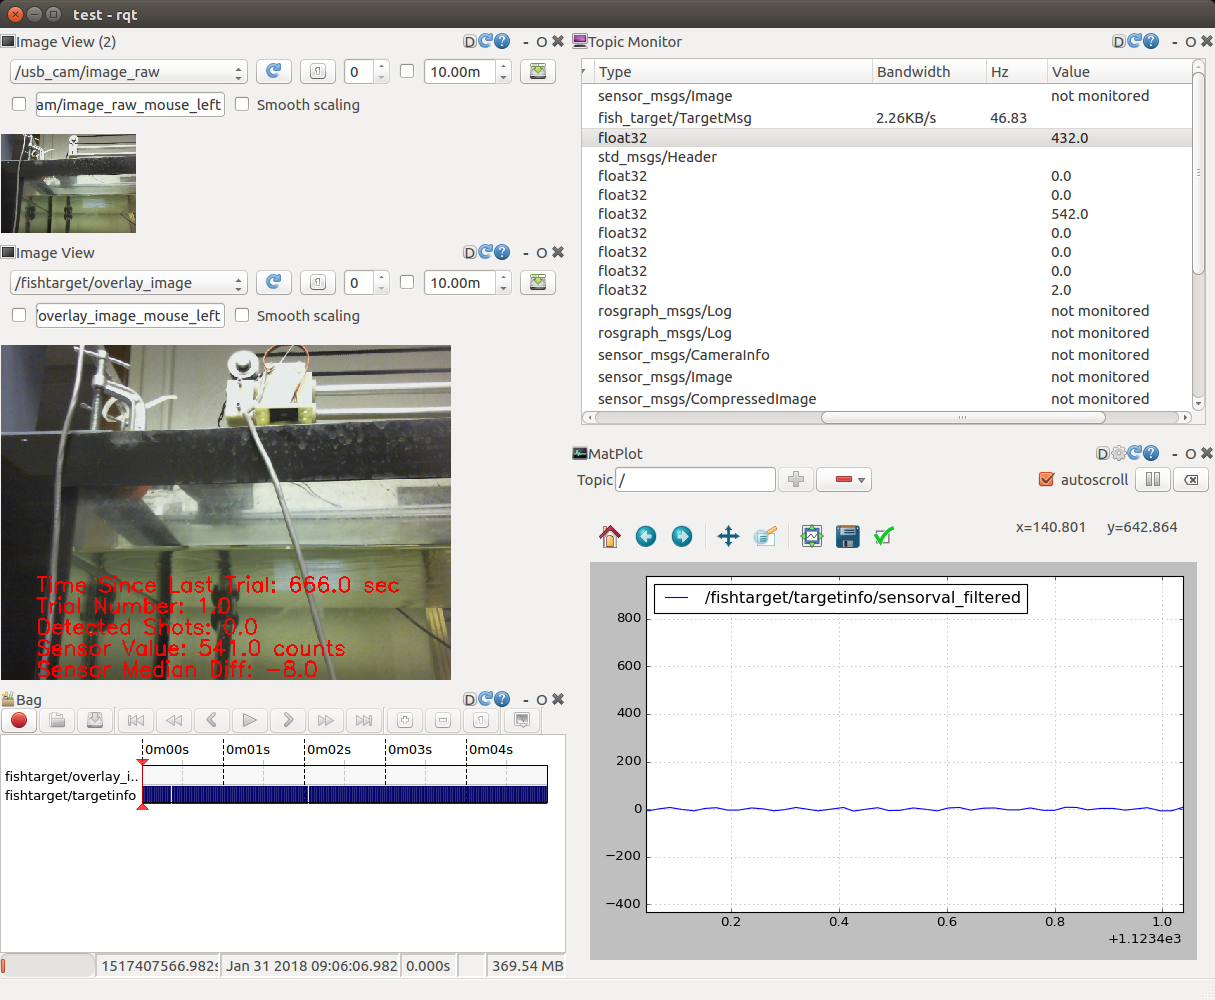 test - rqt
Image View (2)
D
?
- O
/usb_cam/image_raw
0
10.00m
am/image_raw_mouse_left
Smooth scaling
Image View
D
?
- O
/fishtarget/overlay_image
0
10.00m
/overlay_image_mouse_left
Smooth scaling
Time Since Last Trial: 666.0 sec
Trial Number: 1.0
Detected Shots: 0.0
Sensor Value: 541.0 counts
Sensor Median Diff: -8.0
Bag
D
?
- O
0m00s 0m01s 0m02s 0m03s 0m04s
fishtarget/overlay_i..
fishtarget/targetinfo
1517407566.982s Jan 31 2018 09:06:06.982 0.000s 369.54 MB
Topic Monitor
D
?
- O
Type Bandwidth Hz Value
sensor_msgs/Image not monitored
fish_target/TargetMsg 2.26KB/s 46.83
float32 432.0
std_msgs/Header
float32 0.0
float32 0.0
float32 542.0
float32 0.0
float32 0.0
float32 0.0
float32 2.0
rosgraph_msgs/Log not monitored
rosgraph_msgs/Log not monitored
sensor_msgs/CameraInfo not monitored
sensor_msgs/Image not monitored
sensor_msgs/CompressedImage not monitored
MatPlot
D
?
- O
Topic / autoscroll
x=140.801 y=642.864
/fishtarget/targetinfo/sensorval_filtered
800
600
400
200
0
−200
−400
0.2 0.4 0.6 0.8 1.0
+1.1234e3